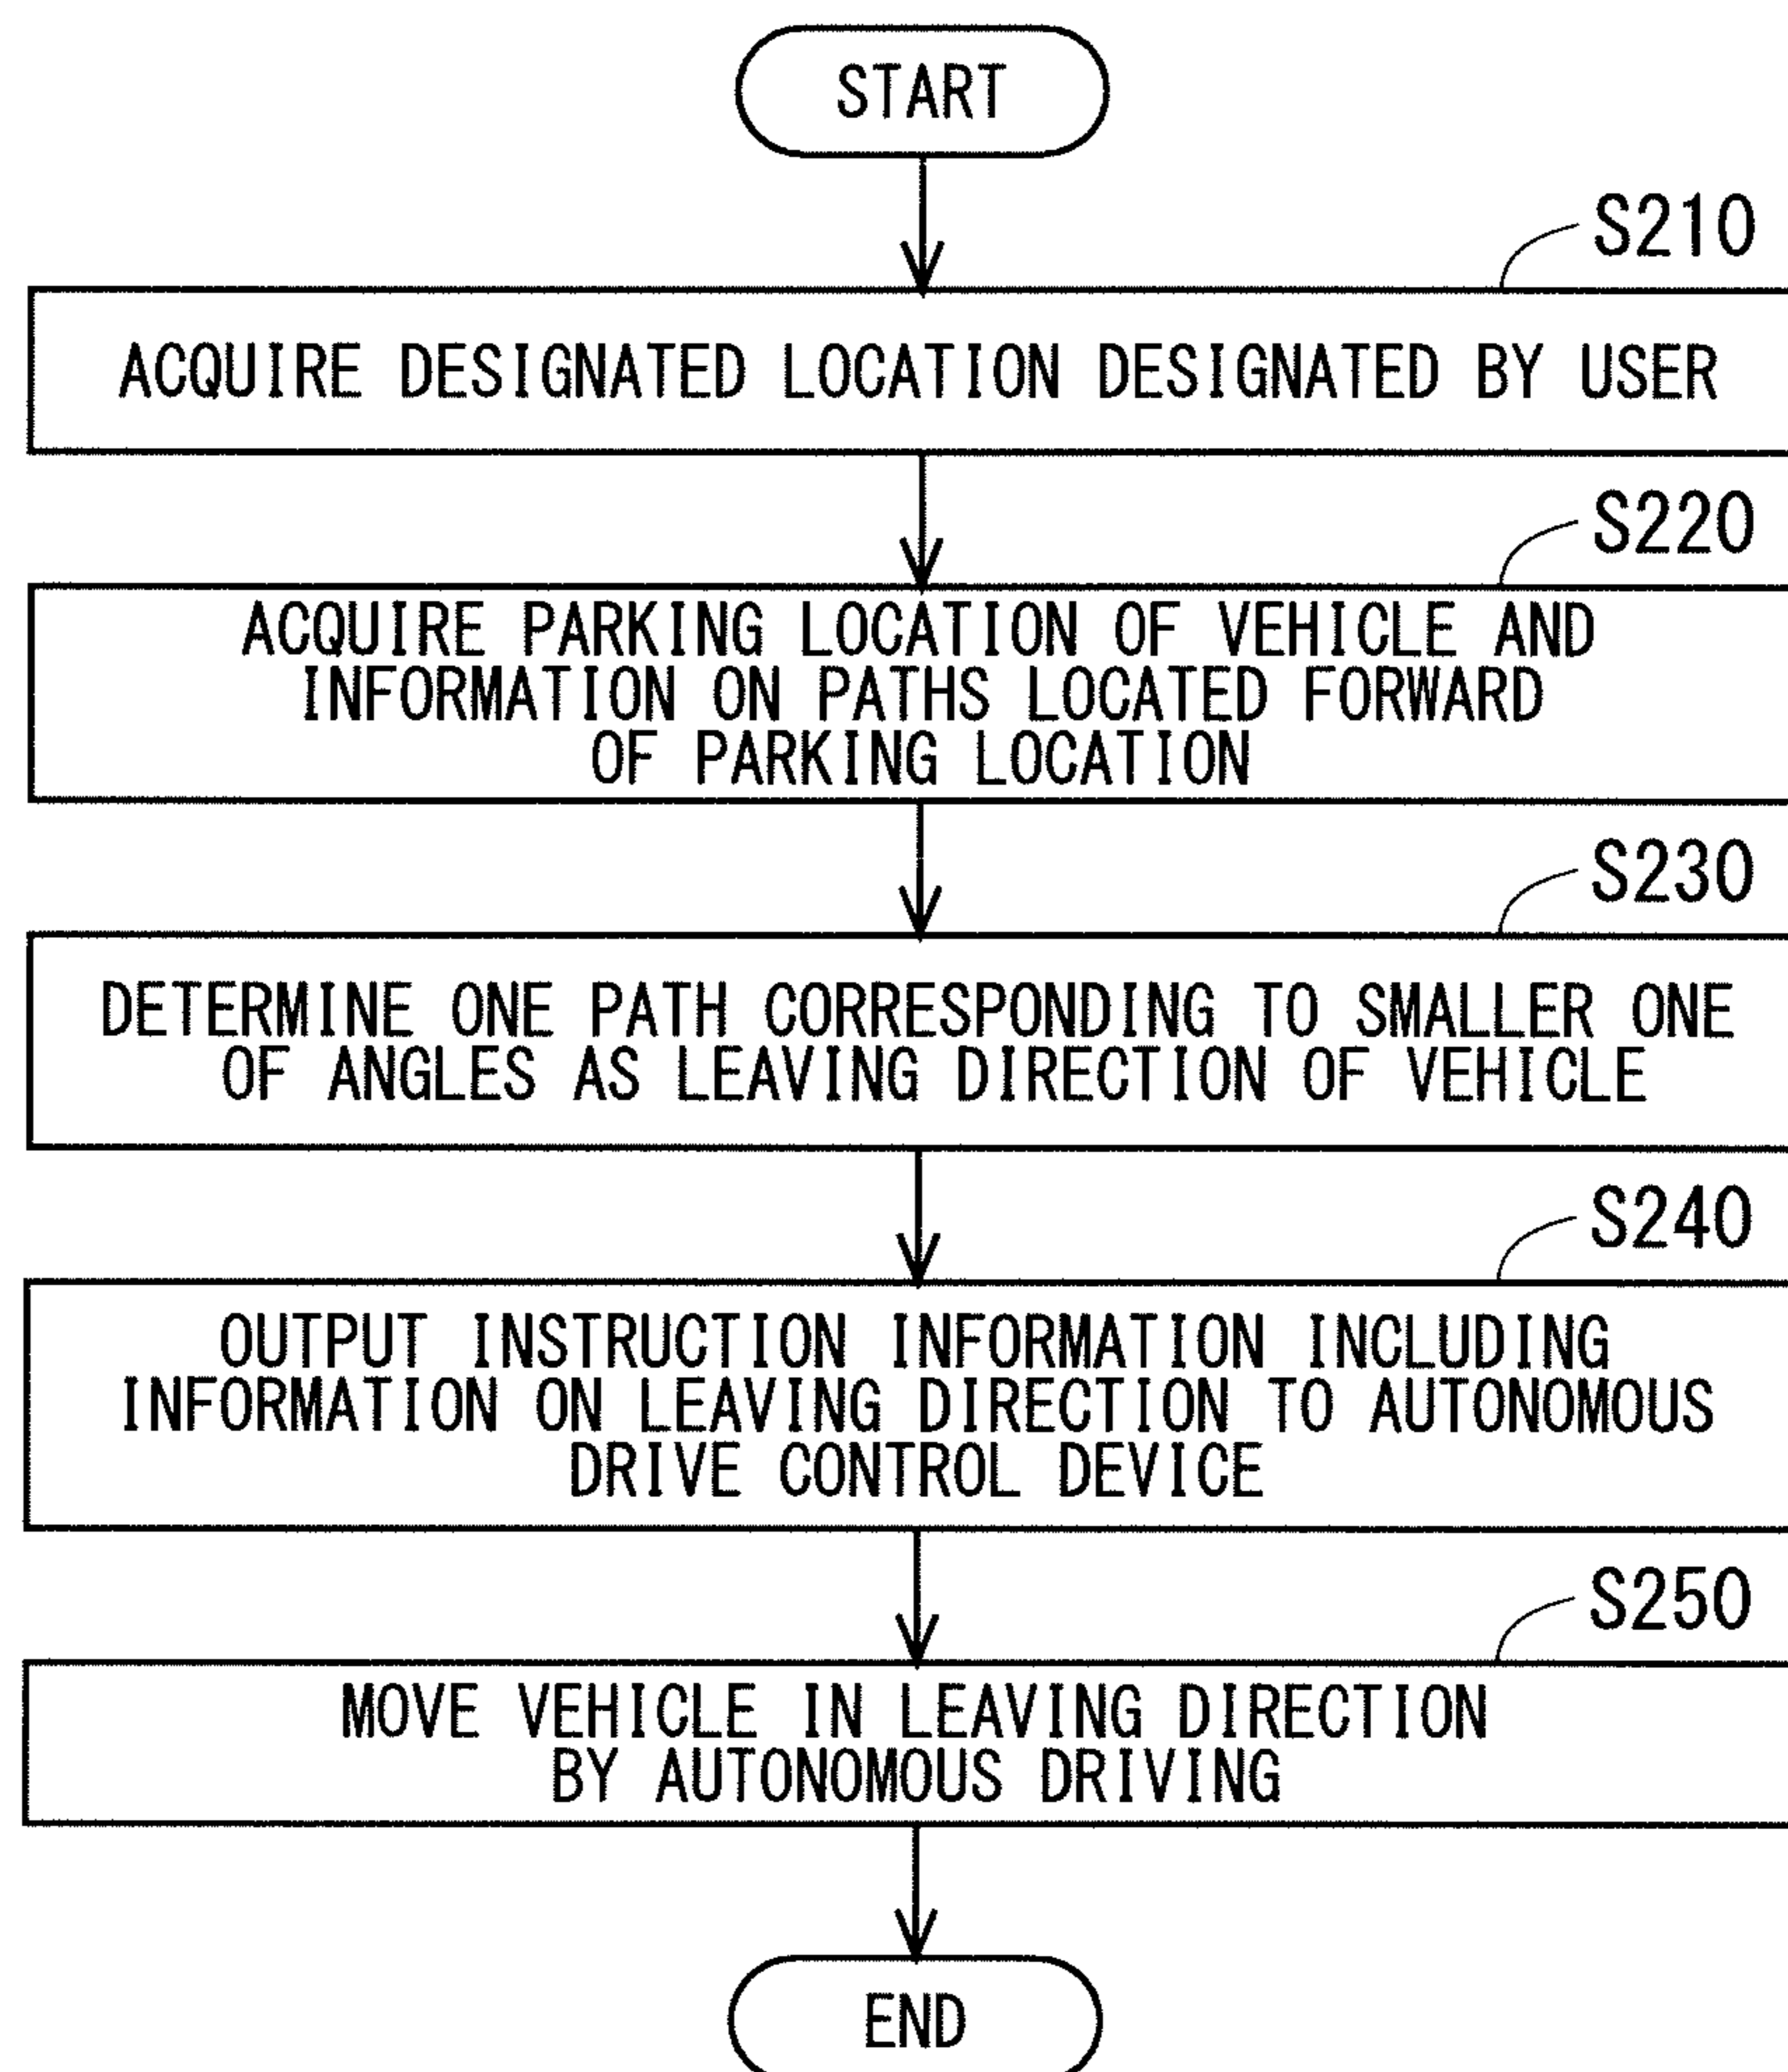 START
S210
ACQUIRE DESIGNATED LOCATION DESIGNATED BY USER
S220
ACQUIRE PARKING LOCATION OF VEHICLE AND
INFORMATION ON PATHS LOCATED FORWARD
OF PARKING LOCATION
S230
DETERMINE ONE PATH CORRESPONDING TO SMALLER ONE
OF ANGLES AS LEAVING DIRECTION OF VEHICLE
S240
OUTPUT INSTRUCTION INFORMATION INCLUDING
INFORMATION ON LEAVING DIRECTION TO AUTONOMOUS
DRIVE CONTROL DEVICE
S250
MOVE VEHICLE IN LEAVING DIRECTION
BY AUTONOMOUS DRIVING
END